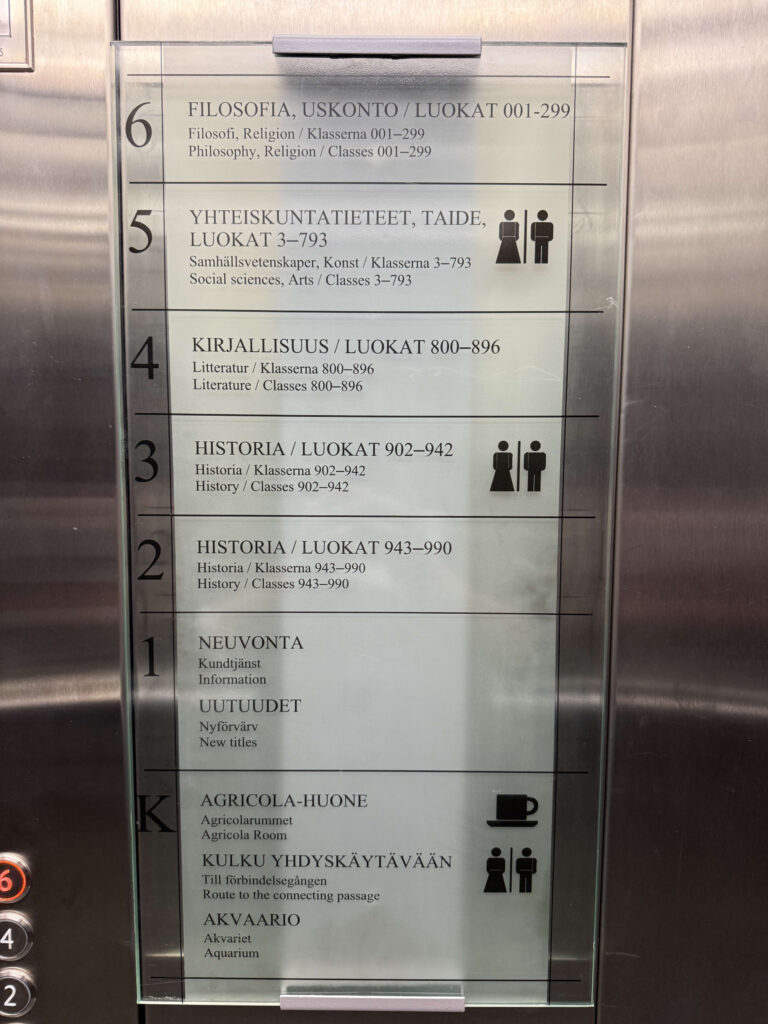 6
FILOSOFIA, USKONTO / LUOKAT 001-299
Filosofi, Religion / Klasserna 001–299
Philosophy, Religion / Classes 001–299
5
YHTEISKUNTATIETEET, TAIDE,
LUOKAT 3–793
Samhällsvetenskaper, Konst / Klasserna 3–793
Social sciences, Arts / Classes 3–793
4
KIRJALLISUUS / LUOKAT 800–896
Litteratur / Klasserna 800–896
Literature / Classes 800–896
3
HISTORIA / LUOKAT 902–942
Historia / Klasserna 902–942
History / Classes 902–942
2
HISTORIA / LUOKAT 943–990
Historia / Klasserna 943–990
History / Classes 943–990
1
NEUVONTA
Kundtjänst
Information
UUTUUDET
Nyförvärv
New titles
K
AGRICOLA-HUONE
Agricolarummet
Agricola Room
KULKU YHDYSKÄYTÄVÄÄN
Till förbindelsegången
Route to the connecting passage
AKVAARIO
Akvariet
Aquarium
6
4
2